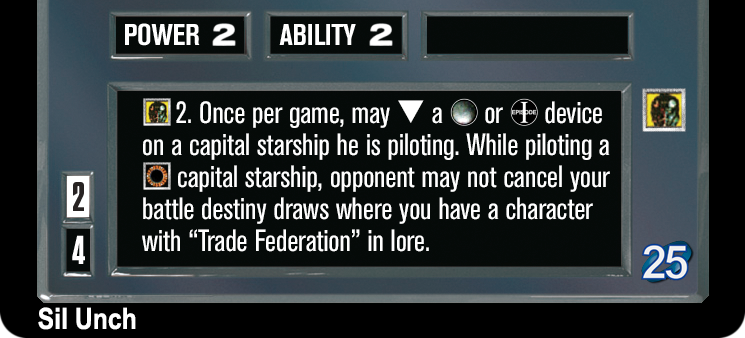 POWER 2 ABILITY 2
2. Once per game, may ▼ a or EPISODE I device
on a capital starship he is piloting. While piloting a
capital starship, opponent may not cancel your
battle destiny draws where you have a character
with “Trade Federation” in lore.
2
4
25
Sil Unch